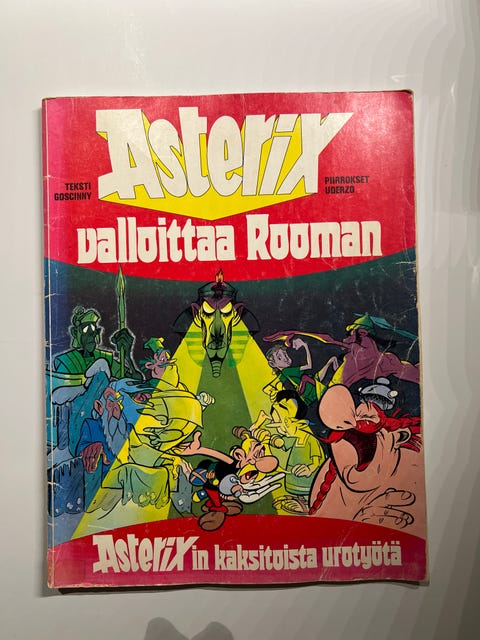 Asterix
TEKSTI
GOSCINNY
PIIRROKSET
UDERZO
valloittaa Rooman
Asterix in kaksitoista urotyötä